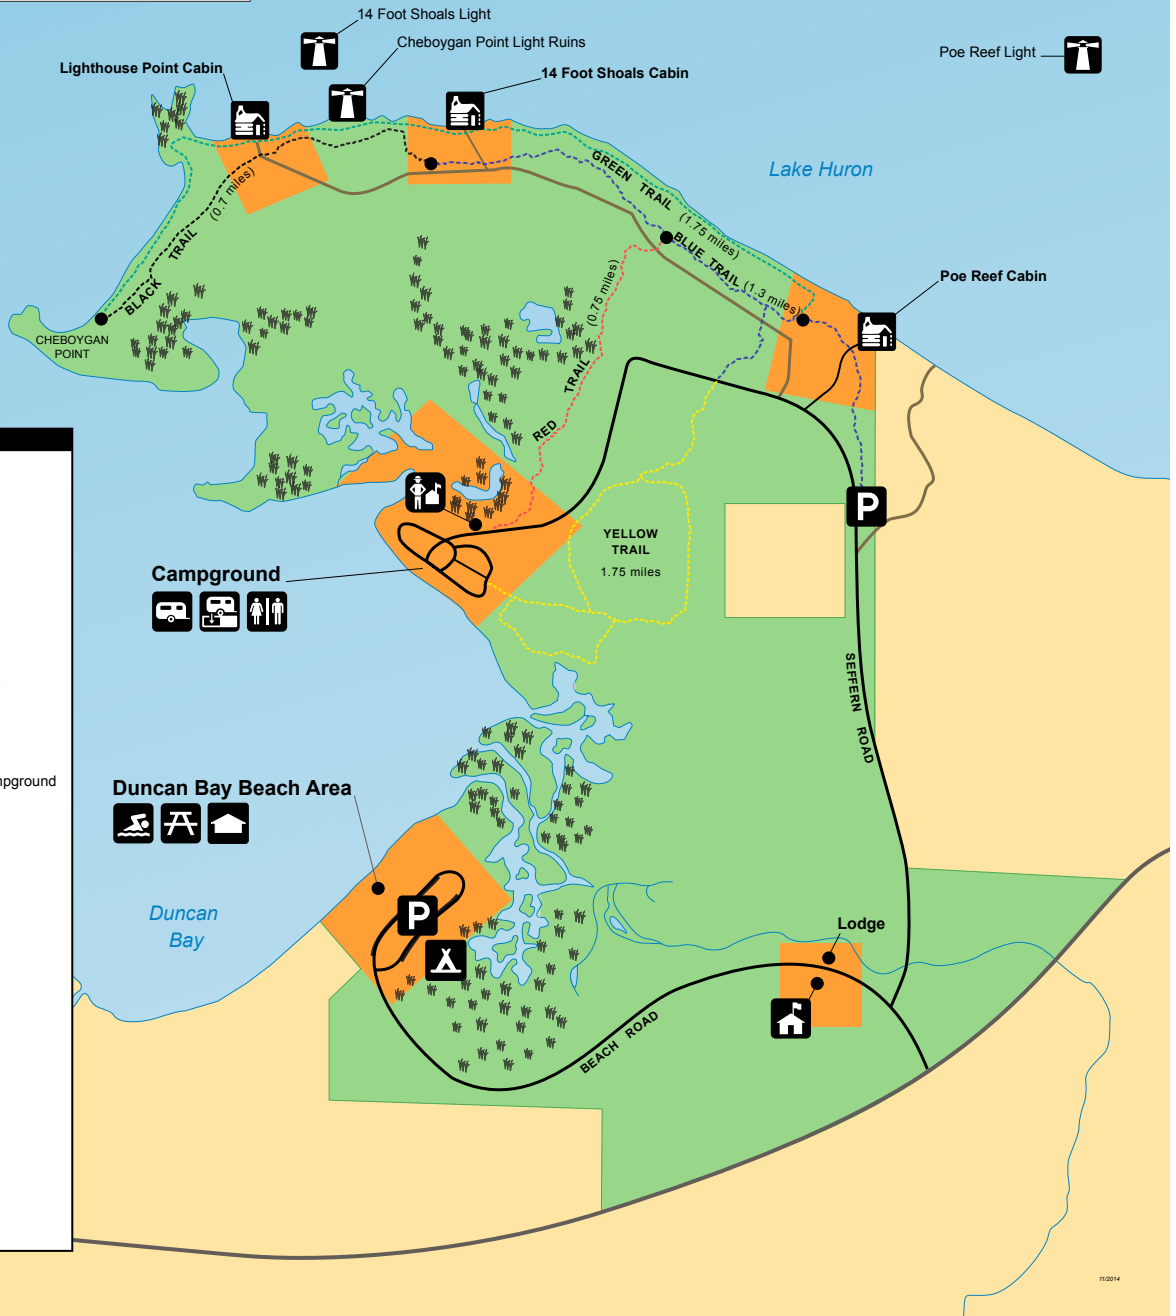 14 Foot Shoals Light
Cheboygan Point Light Ruins
Lighthouse Point Cabin
14 Foot Shoals Cabin
Poe Reef Light
Lake Huron
GREEN TRAIL (1.75 miles)
BLUE TRAIL (1.3 miles)
BLACK TRAIL (0.7 miles)
Poe Reef Cabin
CHEBOYGAN
POINT
RED TRAIL (0.75 miles)
P
YELLOW
TRAIL
1.75 miles
Campground
SEFFERN ROAD
mpground
Duncan Bay Beach Area
P
Duncan
Bay
Lodge
BEACH ROAD
11/2014